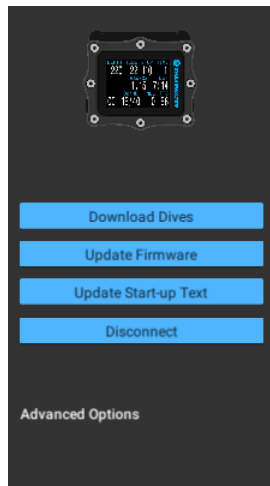 Download Dives
Update Firmware
Update Start-up Text
Disconnect
Advanced Options